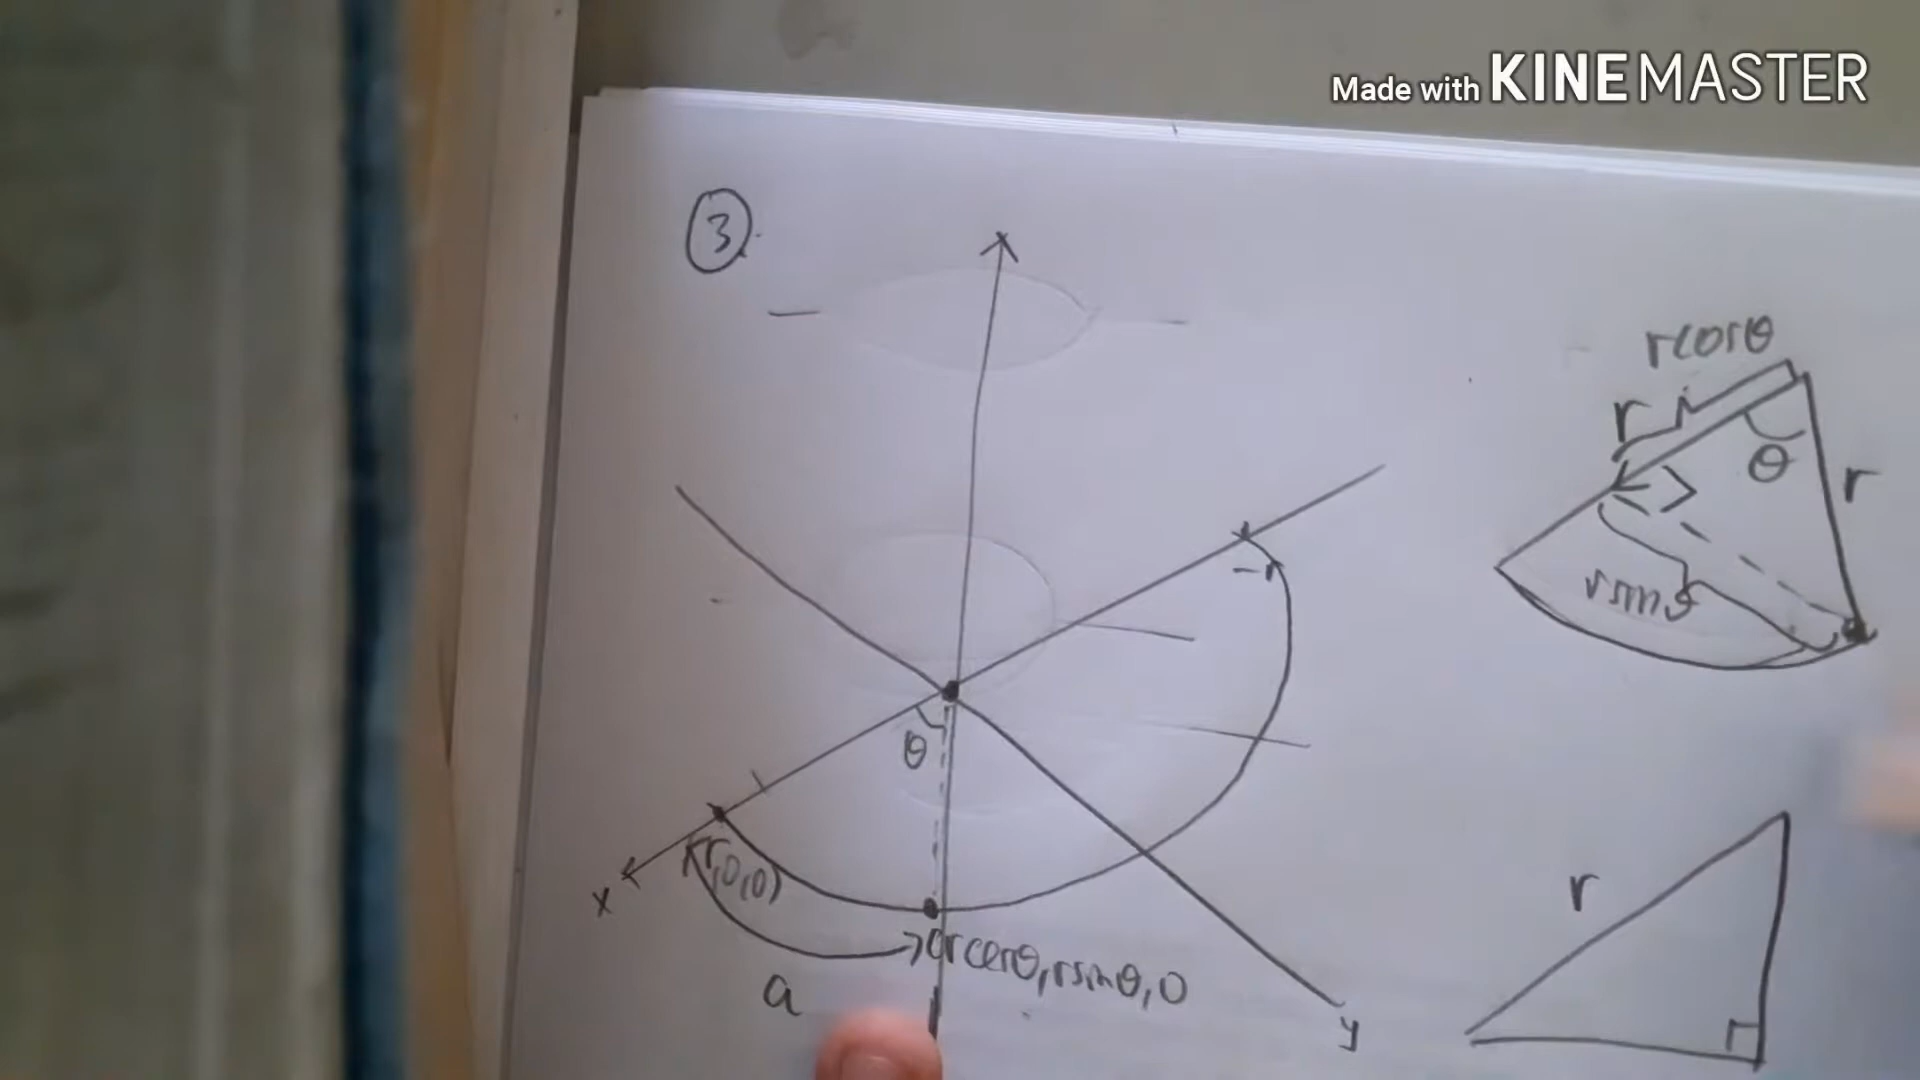 Made with KINEMASTER
3
rcosθ
r
θ
r
rsinθ
-r
θ
(r,0,0)
x
(rcosθ, rsinθ, 0
a
y
r